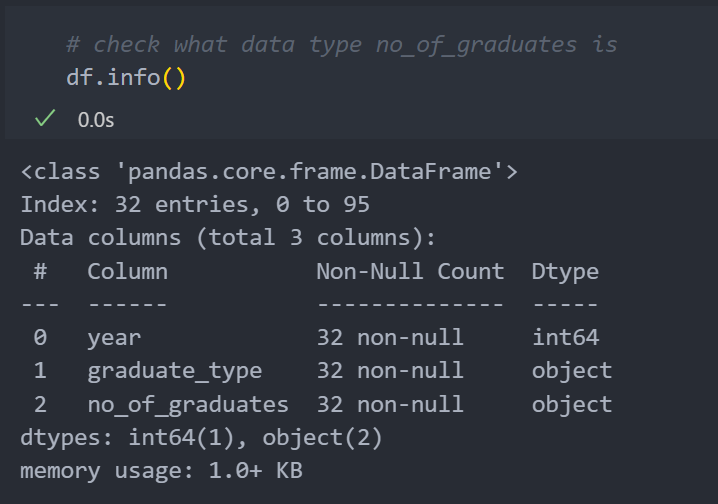 # check what data type no_of_graduates is
df.info()
0.0s
<class 'pandas.core.frame.DataFrame'>
Index: 32 entries, 0 to 95
Data columns (total 3 columns):
 #   Column           Non-Null Count  Dtype
---  ------           --------------  -----
 0   year             32 non-null     int64
 1   graduate_type    32 non-null     object
 2   no_of_graduates  32 non-null     object
dtypes: int64(1), object(2)
memory usage: 1.0+ KB